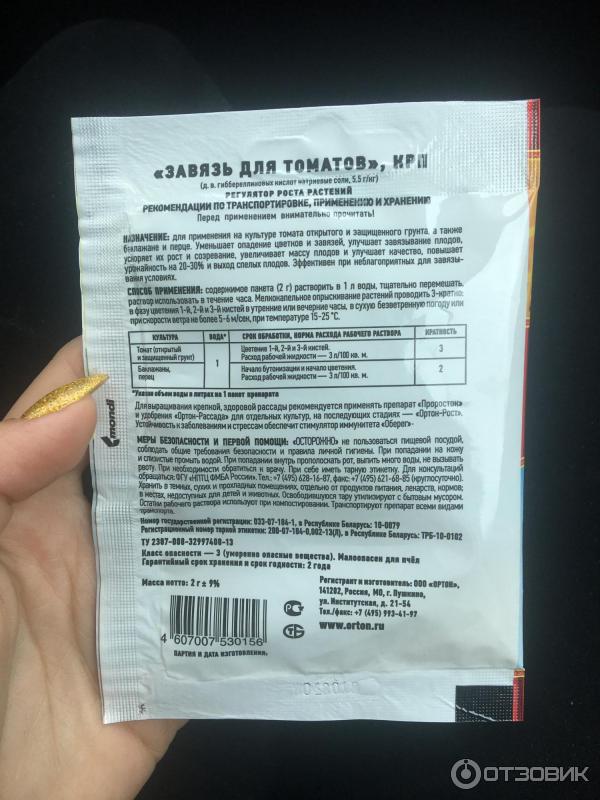 «ЗАВЯЗЬ ДЛЯ ТОМАТОВ», КРП
(д. в. гиббереллиновых кислот натриевые соли, 5,5 г/кг)
РЕГУЛЯТОР РОСТА РАСТЕНИЙ
РЕКОМЕНДАЦИИ ПО ТРАНСПОРТИРОВКЕ, ПРИМЕНЕНИЮ И ХРАНЕНИЮ
Перед применением внимательно прочитать!
НАЗНАЧЕНИЕ: для применения на культуре томата открытого и защищенного грунта, а также
баклажане и перце. Уменьшает опадение цветков и завязей, улучшает завязывание плодов,
ускоряет их рост и созревание, увеличивает массу плодов и улучшает качество, повышает
урожайность на 20-30% и выход спелых плодов. Эффективен при неблагоприятных для завязы-
вания условиях.
СПОСОБ ПРИМЕНЕНИЯ: содержимое пакета (2 г) растворить в 1 л воды, тщательно перемешать,
раствор использовать в течение часа. Мелкокапельное опрыскивание растений проводить 3-кратно:
в фазу цветения 1-й, 2-й и 3-й кистей в утренние или вечерние часы, в сухую безветренную погоду или
при скорости ветра не более 5-6 м/сек, при температуре 15-25 °C.
КУЛЬТУРА ВОДА* СРОК ОБРАБОТКИ, НОРМА РАСХОДА РАБОЧЕГО РАСТВОРА КРАТНОСТЬ
Томат (открытый
и защищенный грунт) 1 Цветения 1-й, 2-й и 3-й кистей.
Расход рабочей жидкости — 3 л/100 кв. м. 3
Баклажаны,
перец Начало бутонизации и начало цветения.
Расход рабочей жидкости — 3 л/100 кв. м. 2
*Указан объем воды в литрах на 1 пакет препарата
Для выращивания крепкой, здоровой рассады рекомендуется применять препарат «Проросток»
и удобрения «Ортон-Рассада» для отдельных культур, на последующих стадиях — «Ортон-Рост».
Устойчивость к заболеваниям и стрессам обеспечит стимулятор иммунитета «Оберег».
МЕРЫ БЕЗОПАСНОСТИ И ПЕРВОЙ ПОМОЩИ: «ОСТОРОЖНО» не пользоваться пищевой посудой,
соблюдать общие требования безопасности и правила личной гигиены. При попадании на кожу
и слизистые промыть водой. При попадании внутрь прополоскать рот, выпить много воды, не вызывать
рвоту. При необходимости обратиться к врачу. При себе иметь тарную этикетку. Для консультаций
обращаться: ФГУ «НПТЦ ФМБА России». Тел.: +7 (495) 628-16-87, факс: +7 (495) 621-68-85 (круглосуточно).
Хранить в темных, сухих и прохладных помещениях, отдельно от продуктов питания, лекарств, кормов,
в местах, недоступных для детей и животных. Освободившуюся тару утилизируют с бытовым мусором.
Остатки рабочего раствора используют при компостировании. Транспортируют препарат всеми видами
транспорта.
Номер государственной регистрации: 033-07-184-1, в Республике Беларусь: 10-0079
Регистрационный номер тарной этикетки: 200-07-184-0,002-13(Л), в Республике Беларусь: ТРБ-10-0102
ТУ 2387-008-32997408-13
Класс опасности — 3 (умеренно опасные вещества). Малоопасен для пчёл
Гарантийный срок хранения и срок годности: 2 года
Масса нетто: 2 г ± 9%
4 607007 530156
ПАРТИЯ И ДАТА ИЗГОТОВЛЕНИЯ:
Регистрант и изготовитель: ООО «ОРТОН»,
141202, Россия, МО, г. Пушкино,
ул. Институтская, д. 21-54
Тел./факс: +7 (495) 993-41-97
www.orton.ru
mondi
ОТЗОВИК